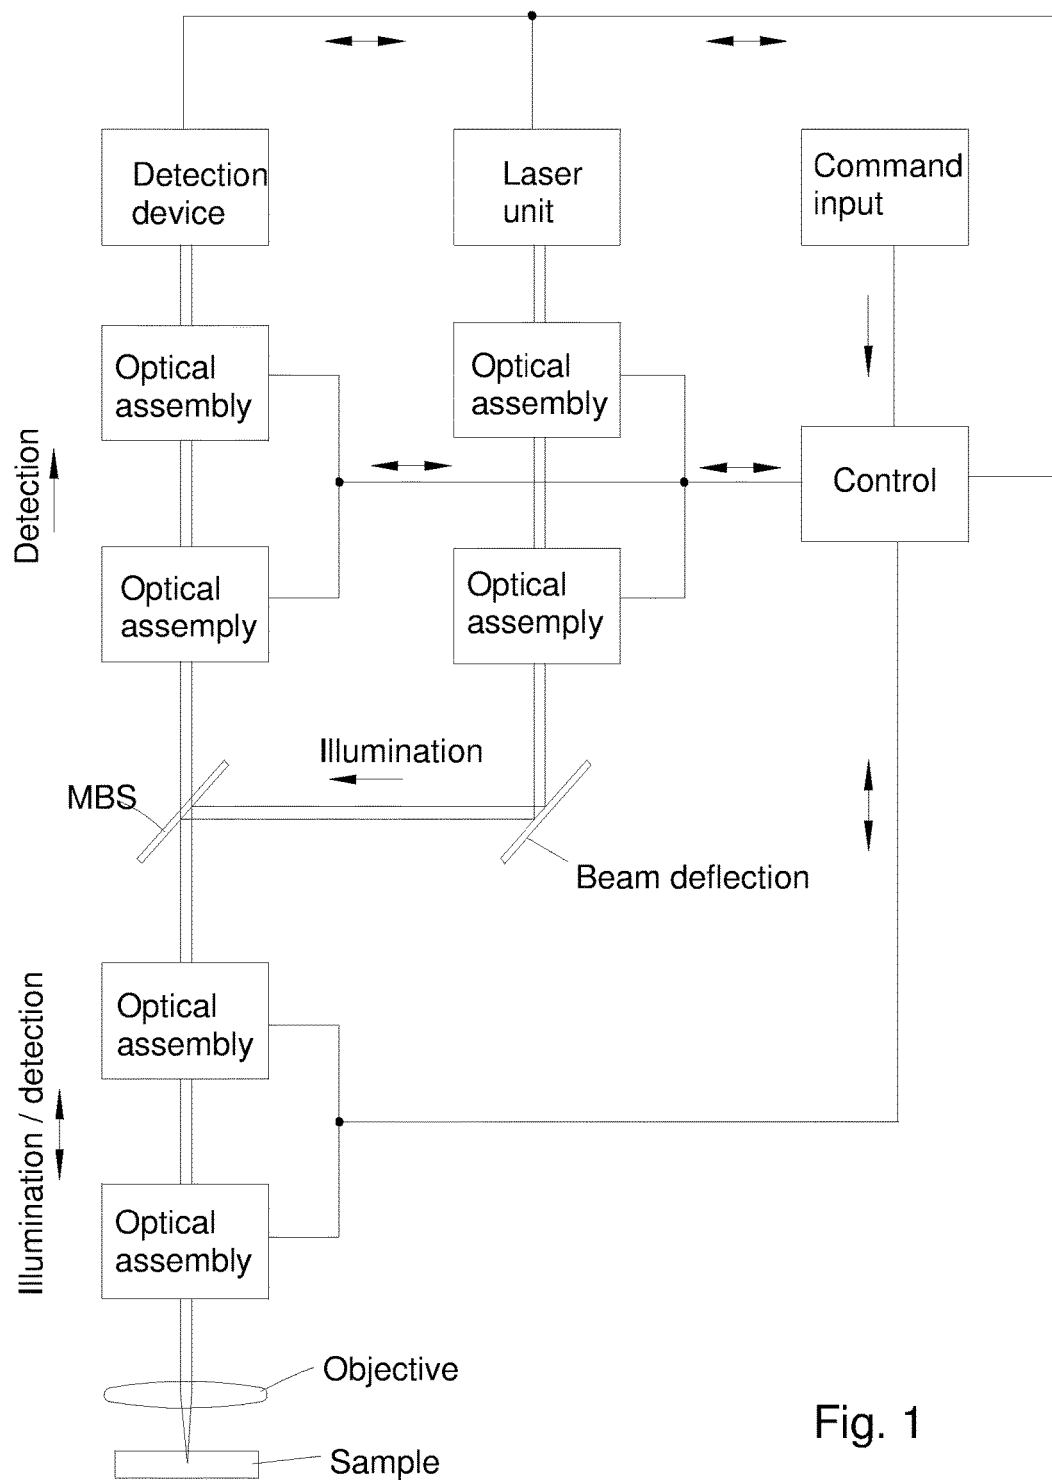 Detection
device
Laser
unit
Command
input
Optical
assembly
Optical
assembly
Control
Detection
Optical
assemply
Optical
assemply
Illumination
MBS
Beam deflection
Optical
assembly
Illumination / detection
Optical
assembly
Objective
Sample
Fig. 1